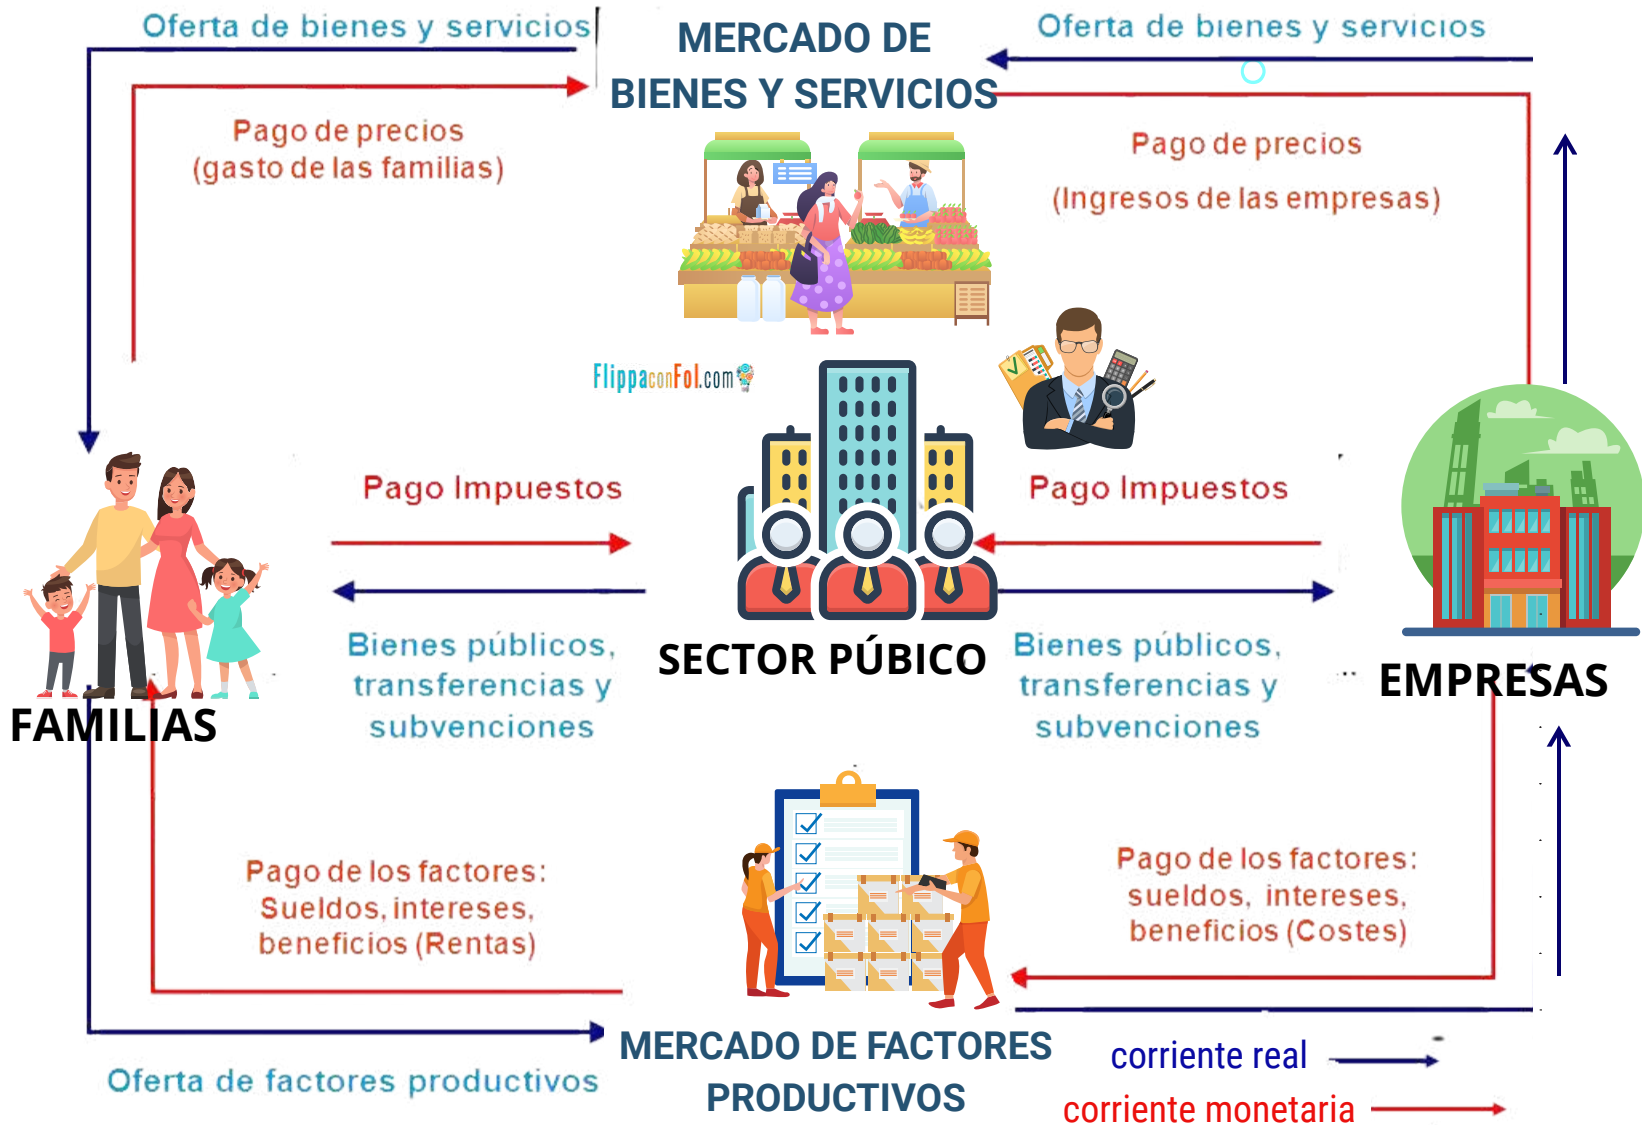 Oferta de bienes y servicios
MERCADO DE
BIENES Y SERVICIOS
Oferta de bienes y servicios
Pago de precios
(gasto de las familias)
Pago de precios
(Ingresos de las empresas)
FlippaconFol.com
Pago Impuestos
Pago Impuestos
Bienes públicos,
transferencias y
subvenciones
SECTOR PÚBICO
Bienes públicos,
transferencias y
subvenciones
EMPRESAS
FAMILIAS
Pago de los factores:
Sueldos, intereses,
beneficios (Rentas)
Pago de los factores:
sueldos, intereses,
beneficios (Costes)
Oferta de factores productivos
MERCADO DE FACTORES
PRODUCTIVOS
corriente real
corriente monetaria